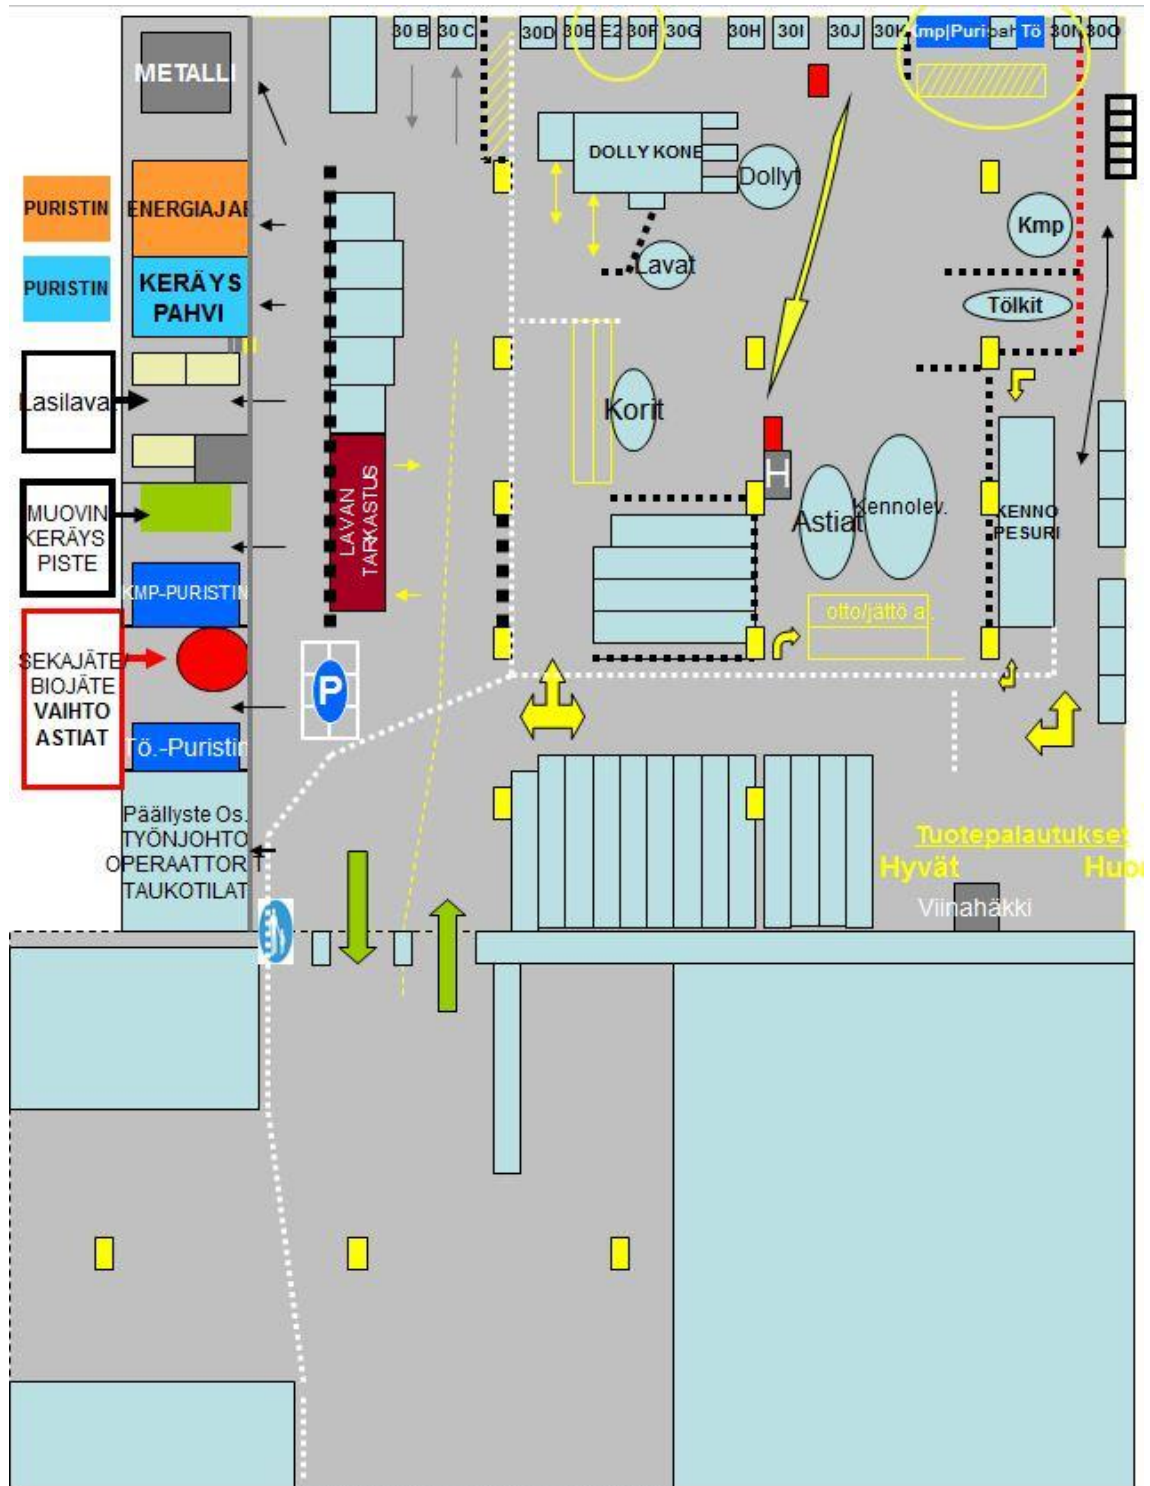 30 B
30 C
30D
30E
E2
30F
30G
30H
30I
30J
Tö
METALLI
DOLLY KONE
Dollyt
PURISTIN
Kmp
Lavat
PURISTIN
KERÄYS
PAHVI
Tölkit
Lasilava
Korit
LAVAN
TARKASTUS
H
Astiat
Kennolev.
KENNO
PESURI
MUOVIN
KERÄYS
PISTE
KMP-PURISTIN
otto/jättö a.
SEKAJÄTE/
BIOJÄTE
VAIHTO
ASTIAT
P
Tö.-Puristin
Päällyste Os.
TYÖNJOHTO
OPERAATTORIT
TAUKOTILAT
Tuotepalautukset
Hyvät
Viinahäkki